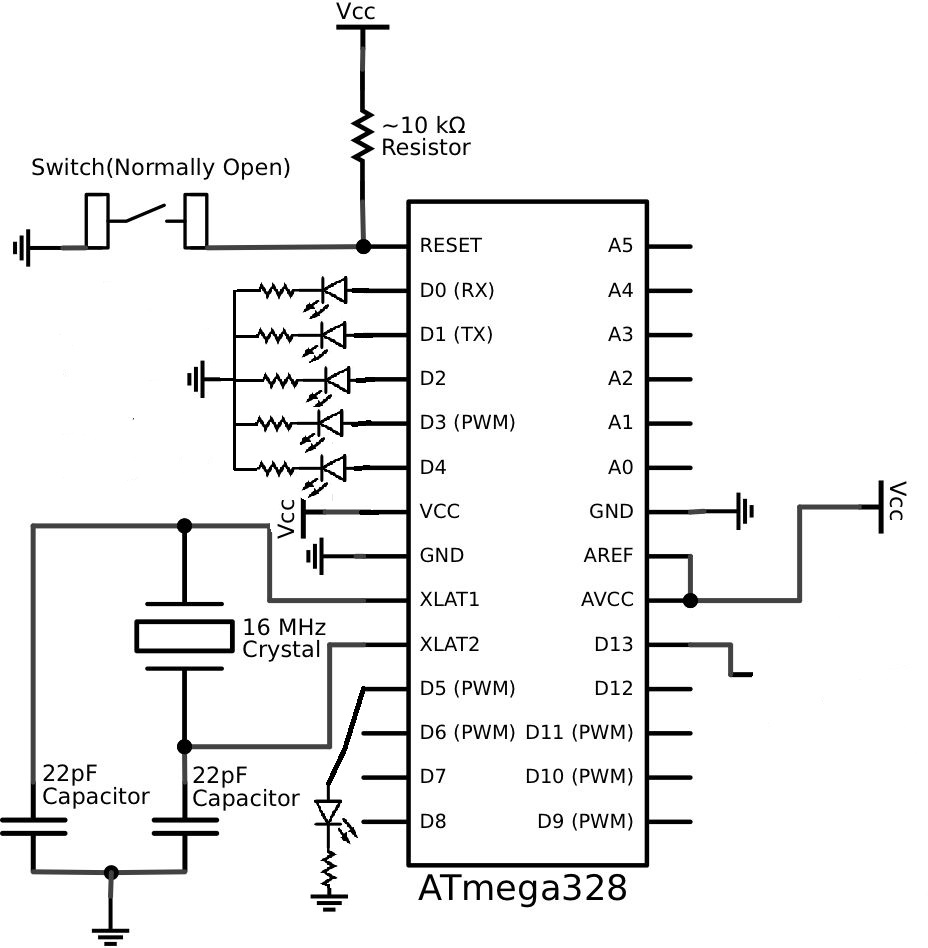 Vcc
~10 kΩ
Resistor
Switch(Normally Open)
RESET
A5
D0 (RX)
A4
D1 (TX)
A3
D2
A2
D3 (PWM)
A1
D4
A0
Vcc
VCC
GND
Vcc
GND
AREF
XLAT1
AVCC
16 MHz
Crystal
XLAT2
D13
D5 (PWM)
D12
D6 (PWM)
D11 (PWM)
22pF
Capacitor
22pF
Capacitor
D7
D10 (PWM)
D8
D9 (PWM)
ATmega328